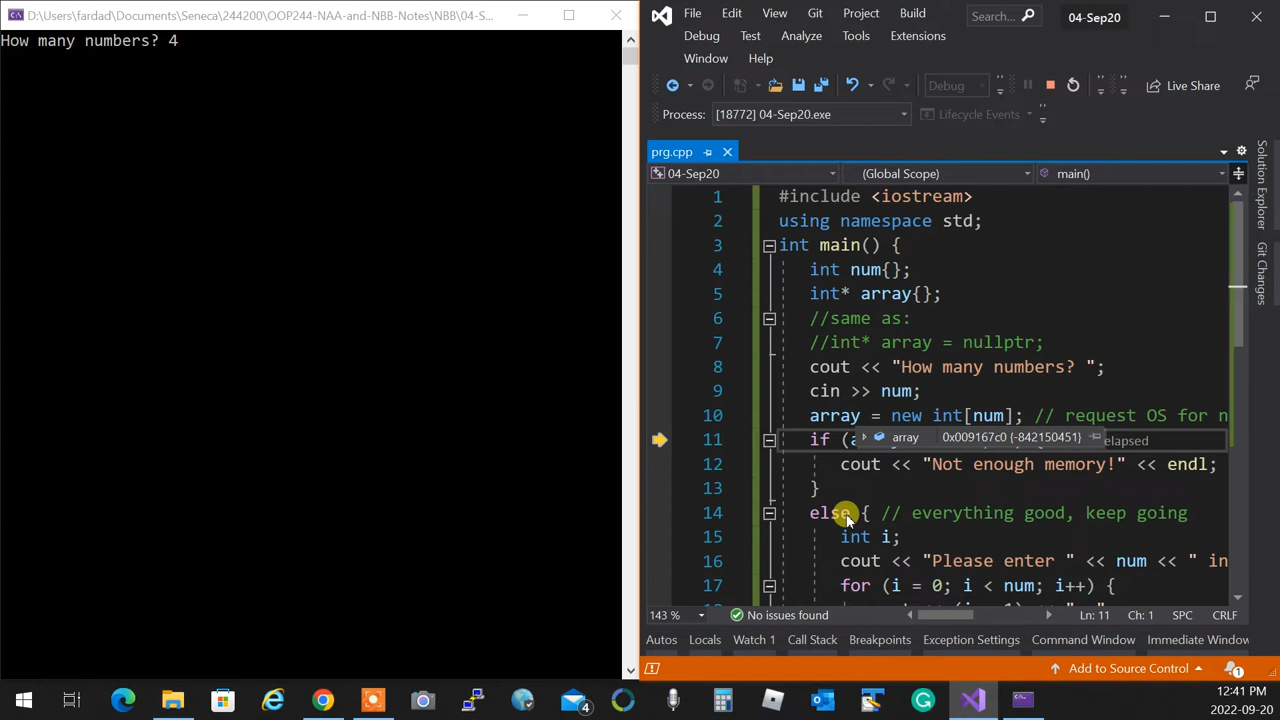 D:\Users\fardad\Documents\Seneca\244200\OOP244-NAA-and-NBB-Notes\NBB\04-S...
How many numbers? 4
File Edit View Git Project Build
Search...
04-Sep20
Debug Test Analyze Tools Extensions
Window Help
Debug
Live Share
Process: [18772] 04-Sep20.exe
Lifecycle Events
prg.cpp
04-Sep20
(Global Scope)
main()
1 #include <iostream>
2 using namespace std;
3 int main() {
4 int num{};
5 int* array{};
6 //same as:
7 //int* array = nullptr;
8 cout << "How many numbers? ";
9 cin >> num;
10 array = new int[num]; // request OS for n
11 if (a
array 0x009167c0 {-842150451}
elapsed
12 cout << "Not enough memory!" << endl;
13 }
14 else { // everything good, keep going
15 int i;
16 cout << "Please enter " << num << " in
17 for (i = 0; i < num; i++) {
143 %
No issues found
Ln: 11 Ch: 1 SPC CRLF
Autos Locals Watch 1 Call Stack Breakpoints Exception Settings Command Window Immediate Window
Add to Source Control
1
Solution Explorer
Git Changes
4
12:41 PM
2022-09-20